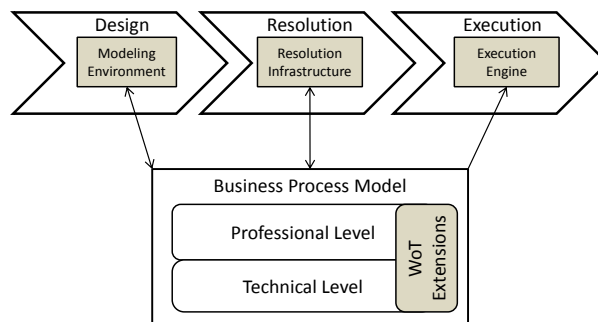 Design
Modeling
Environment
Resolution
Resolution
Infrastructure
Execution
Execution
Engine
Business Process Model
Professional Level
Technical Level
WoT
Extensions